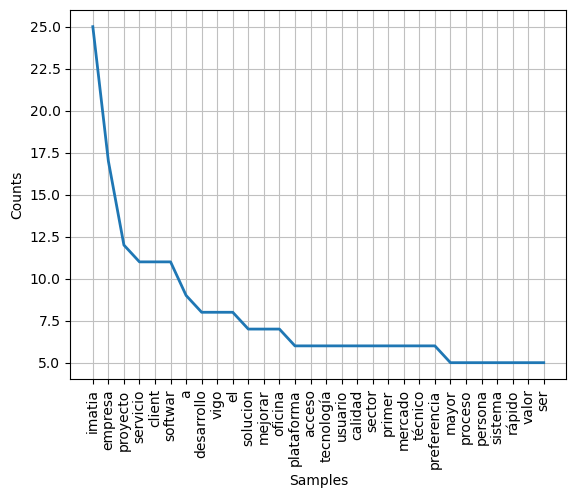 25.0
22.5
20.0
17.5
15.0
12.5
10.0
7.5
5.0
Counts
imatia
empresa
proyecto
servicio
client
softwar
a
desarrollo
vigo
el
solucion
mejorar
oficina
plataforma
acceso
tecnología
usuario
calidad
sector
primer
mercado
técnico
preferencia
mayor
proceso
persona
sistema
rápido
valor
ser
Samples